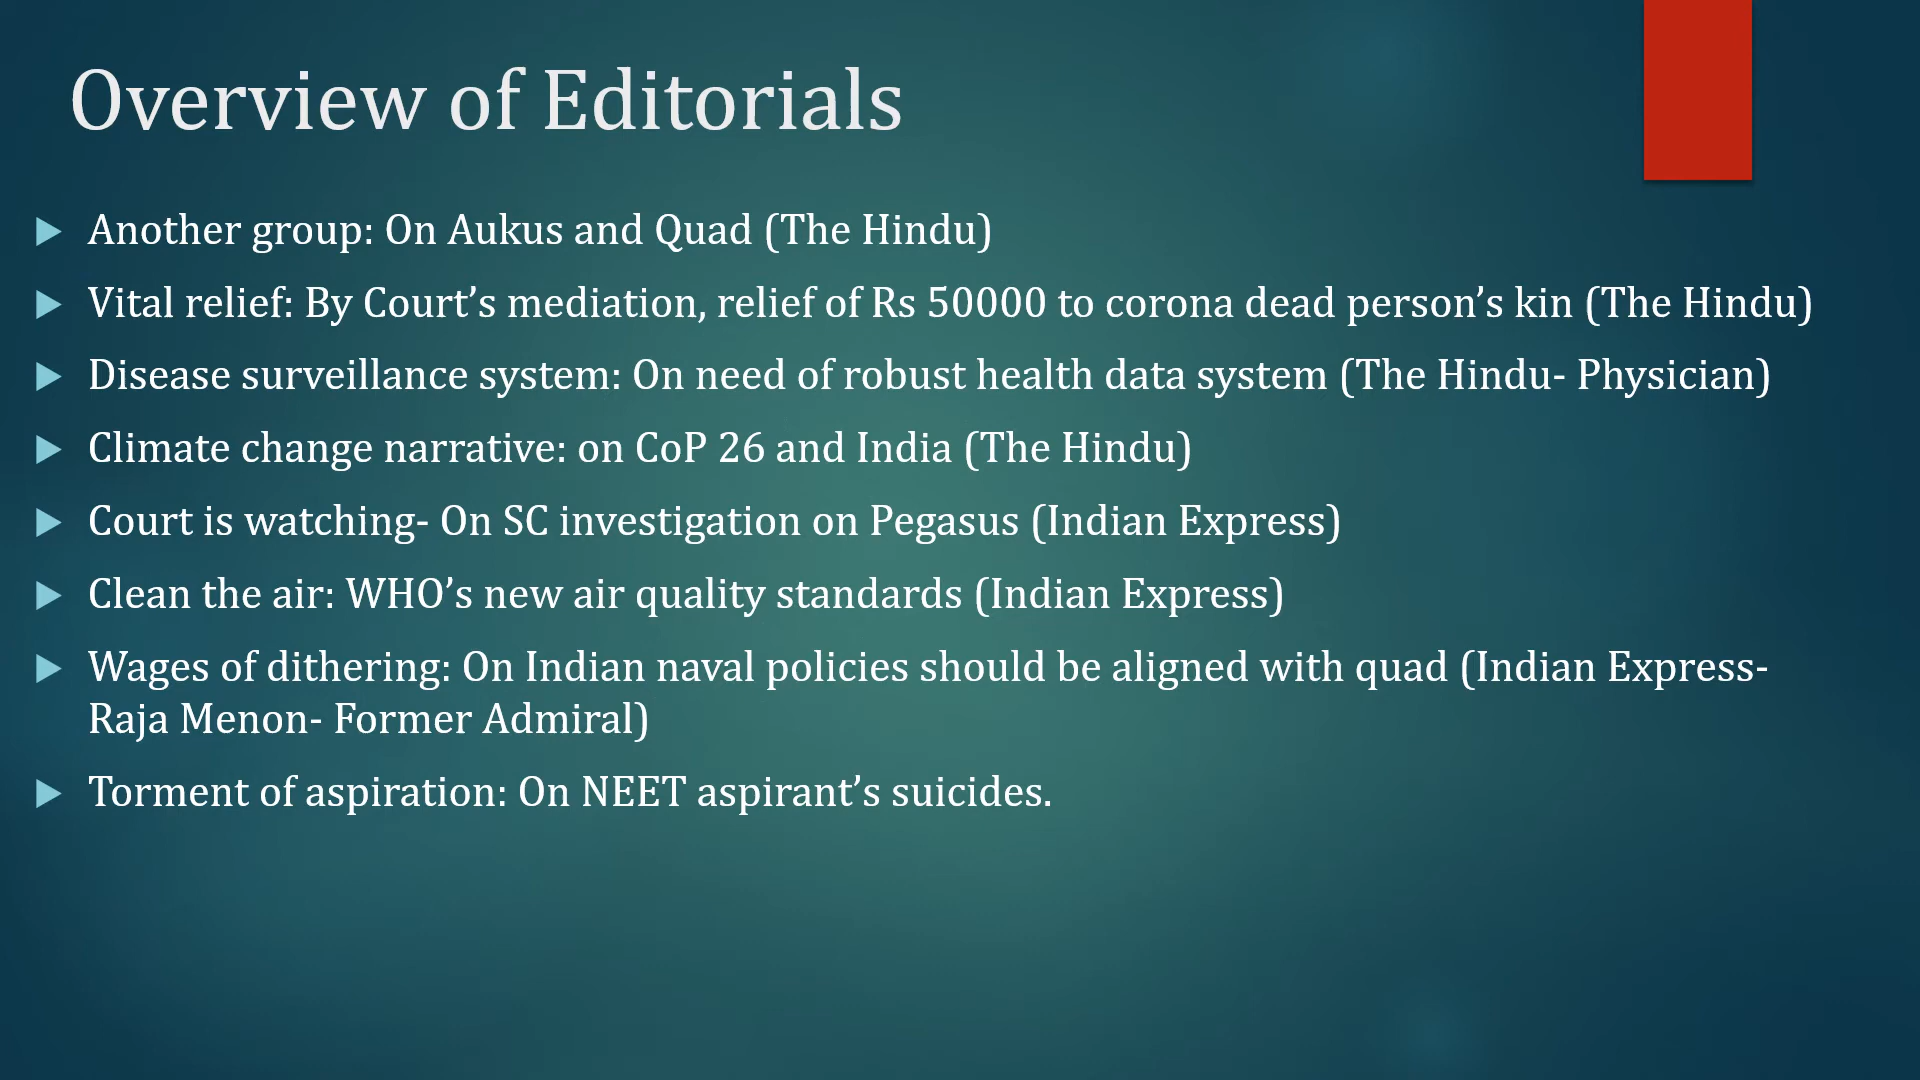 Overview of Editorials
Another group: On Aukus and Quad (The Hindu)
Vital relief: By Court’s mediation, relief of Rs 50000 to corona dead person’s kin (The Hindu)
Disease surveillance system: On need of robust health data system (The Hindu- Physician)
Climate change narrative: on CoP 26 and India (The Hindu)
Court is watching- On SC investigation on Pegasus (Indian Express)
Clean the air: WHO’s new air quality standards (Indian Express)
Wages of dithering: On Indian naval policies should be aligned with quad (Indian Express-
Raja Menon- Former Admiral)
Torment of aspiration: On NEET aspirant’s suicides.